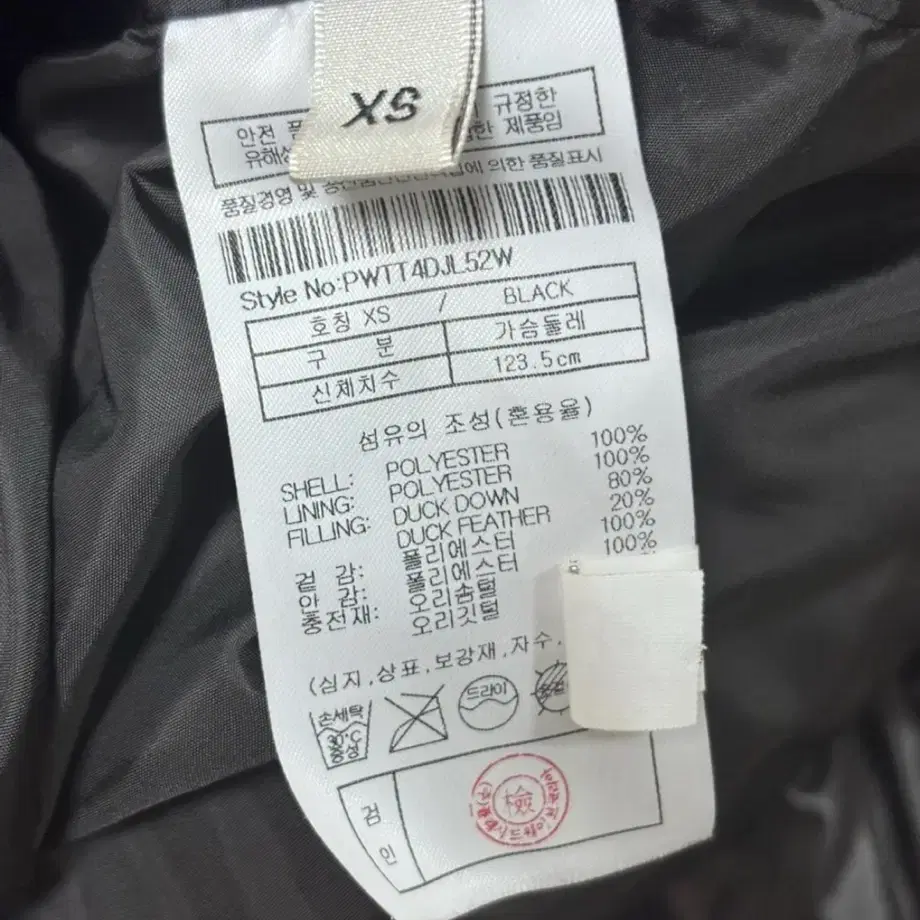 XS
안전 품 규정한
유해 한 제품임
품질경영 및 에 의한 품질표시
Style No:PWTT4DJL52W
호칭 XS / BLACK
구 분 가슴둘레
신체치수 123.5cm
섬유의 조성(혼용율)
SHELL: POLYESTER 100%
LINING: POLYESTER 100%
FILLING: DUCK DOWN 80%
DUCK FEATHER 20%
겉 감: 폴리에스터 100%
안 감: 폴리에스터 100%
충전재: 오리솜털
오리깃털
(심지,상표,보강재,자수,
손세탁 30℃ 중성
드라이
검 인
檢